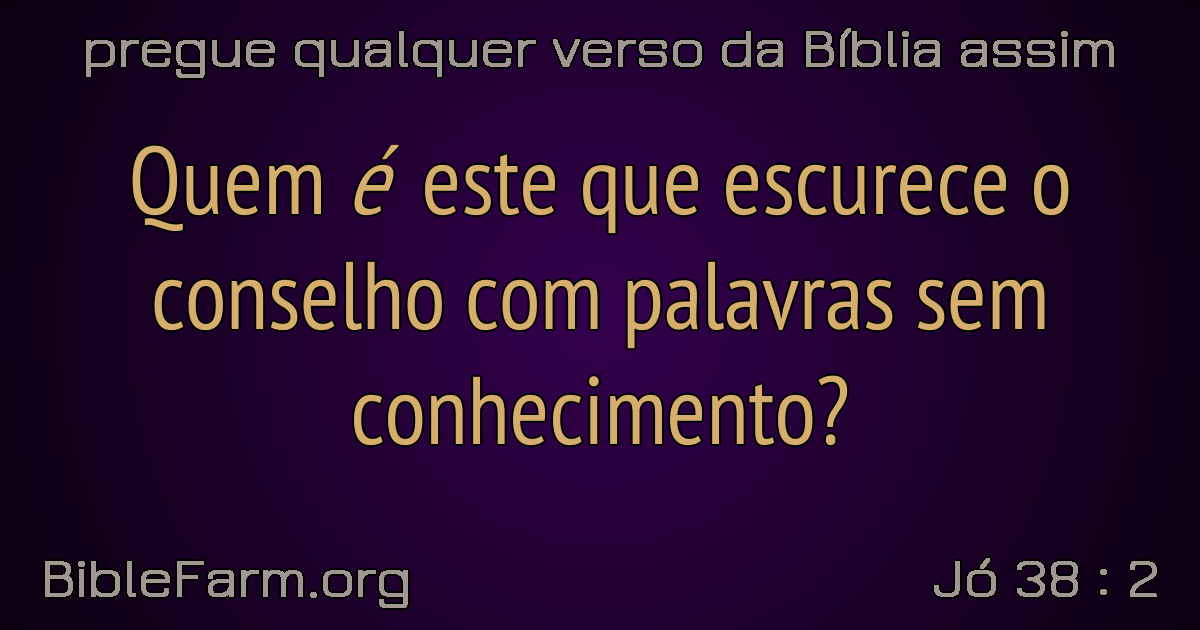 pregue qualquer verso da Bíblia assim
Quem é este que escurece o
conselho com palavras sem
conhecimento?
BibleFarm.org
Jó 38 : 2